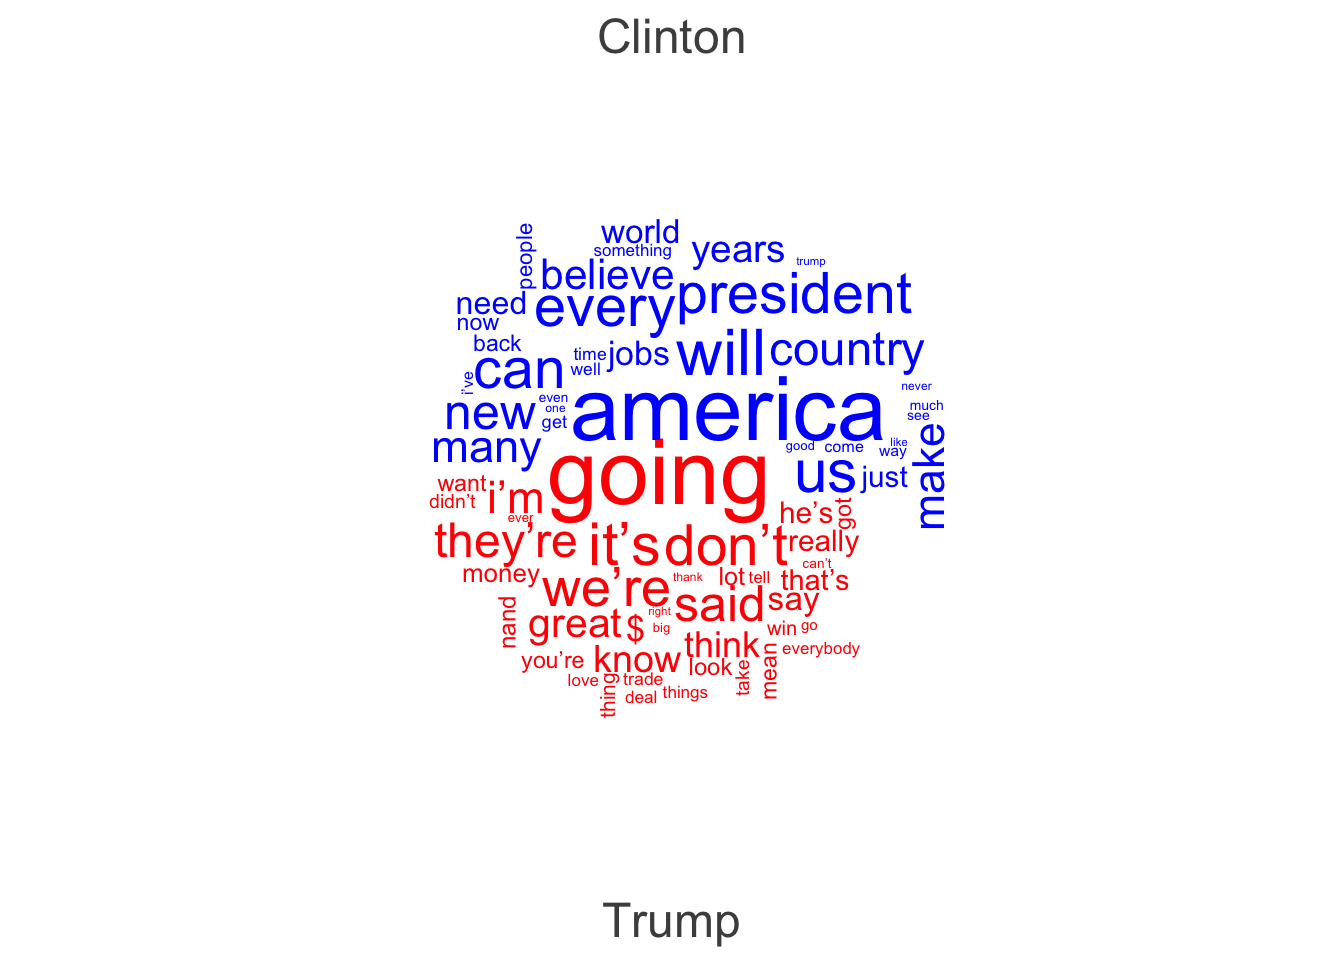 Clinton
world
people
something
years
trump
believe
president
need
every
now
back
jobs
will
country
time
can
well
i've
never
even
america
new
one
much
get
see
many
good
come
like
way
make
us
just
going
want
i'm
didn't
ever
he's
got
they're
it's
don't
really
can't
money
we're
thank
lot
tell
that's
nand
said
say
right
great
$
big
win
go
think
everybody
you're
know
look
take
mean
love
thing
trade
deal
things
Trump